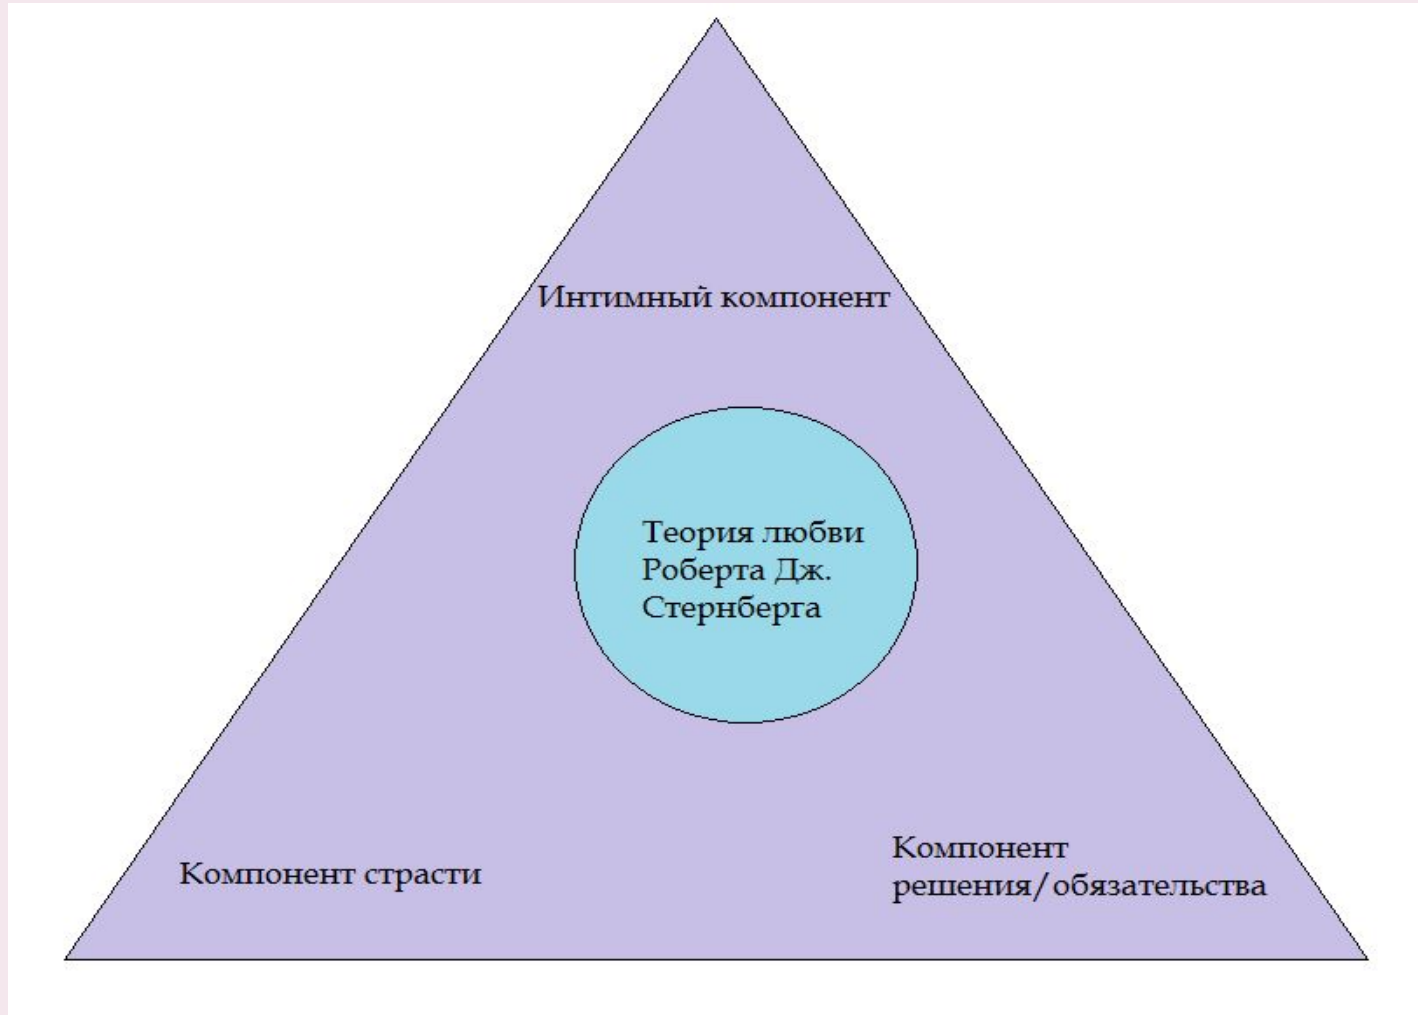 Интимный компонент
Теория любви
Роберта Дж.
Стернберга
Компонент страсти
Компонент
решения/обязательства